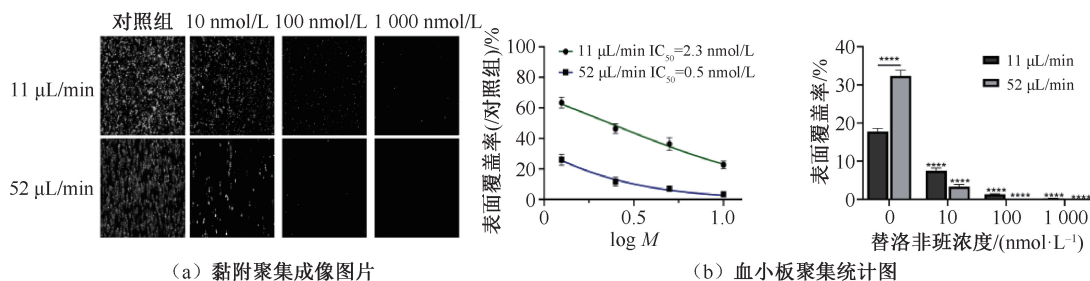 对照组 10 nmol/L 100 nmol/L 1 000 nmol/L
11 μL/min
52 μL/min
(a)黏附聚集成像图片
表面覆盖率(/对照组)/%
100
80
60
40
20
0
11 μL/min IC50=2.3 nmol/L
52 μL/min IC50=0.5 nmol/L
0 0.5 1.0
log M
表面覆盖率/%
40
30
20
10
0
****
11 μL/min
52 μL/min
**** **** **** **** **** ****
0 10 100 1 000
替洛非班浓度/(nmol·L⁻¹)
(b)血小板聚集统计图